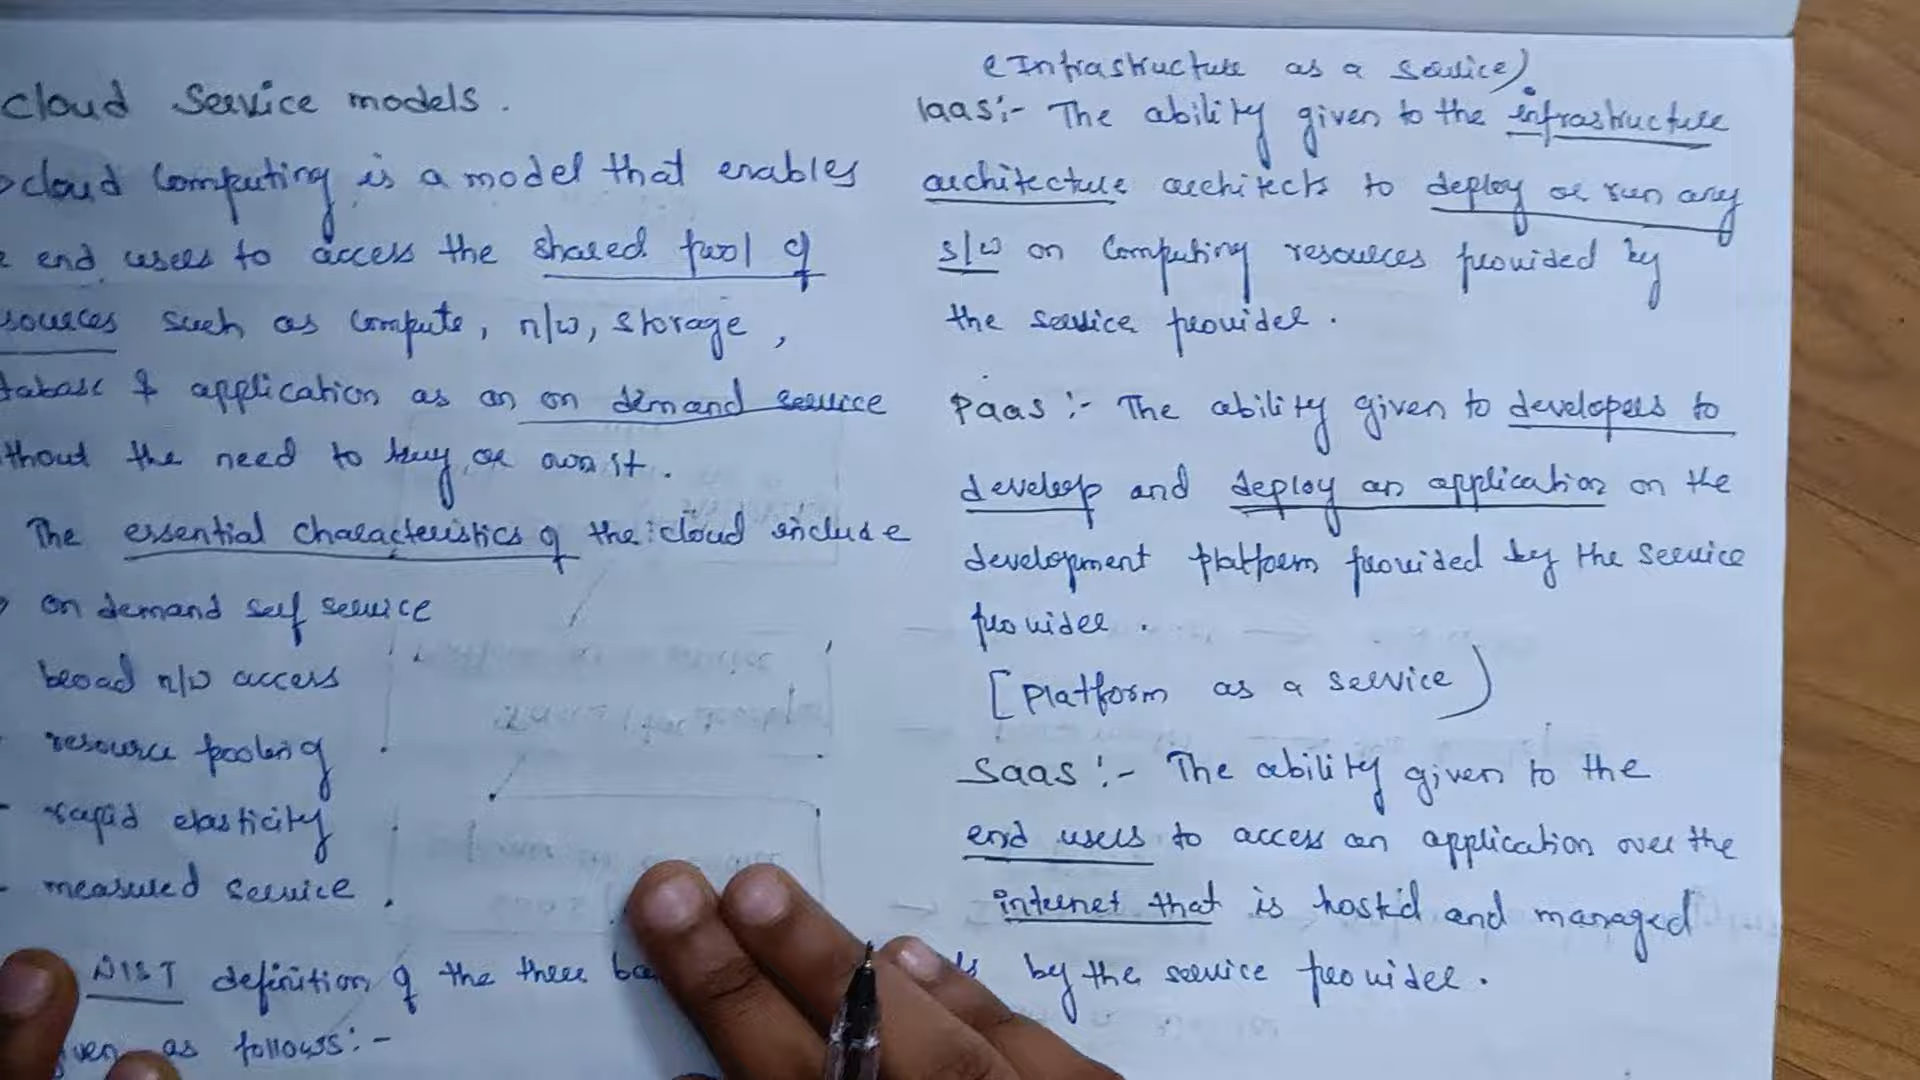 cloud Service models.
cloud Computing is a model that enables
end users to access the shared pool of
sources such as compute, n/w, storage,
tabase & application as an on demand service
thout the need to buy or own it.
The essential characteristics of the cloud include
on demand self service
broad n/w access
resource pooling
- rapid elasticity
- measured service.
NIST definition of the three ba
ven as follows:-
(Infrastructure as a service)
Iaas:- The ability given to the infrastructure
architecture architects to deploy or run any
s/w on Computing resources provided by
the service provider.
Paas:- The ability given to developers to
develop and deploy an application on the
development platform provided by the service
provider.
[Platform as a service)
Saas:- The ability given to the
end users to access an application over the
internet that is hosted and managed
by the service provider.